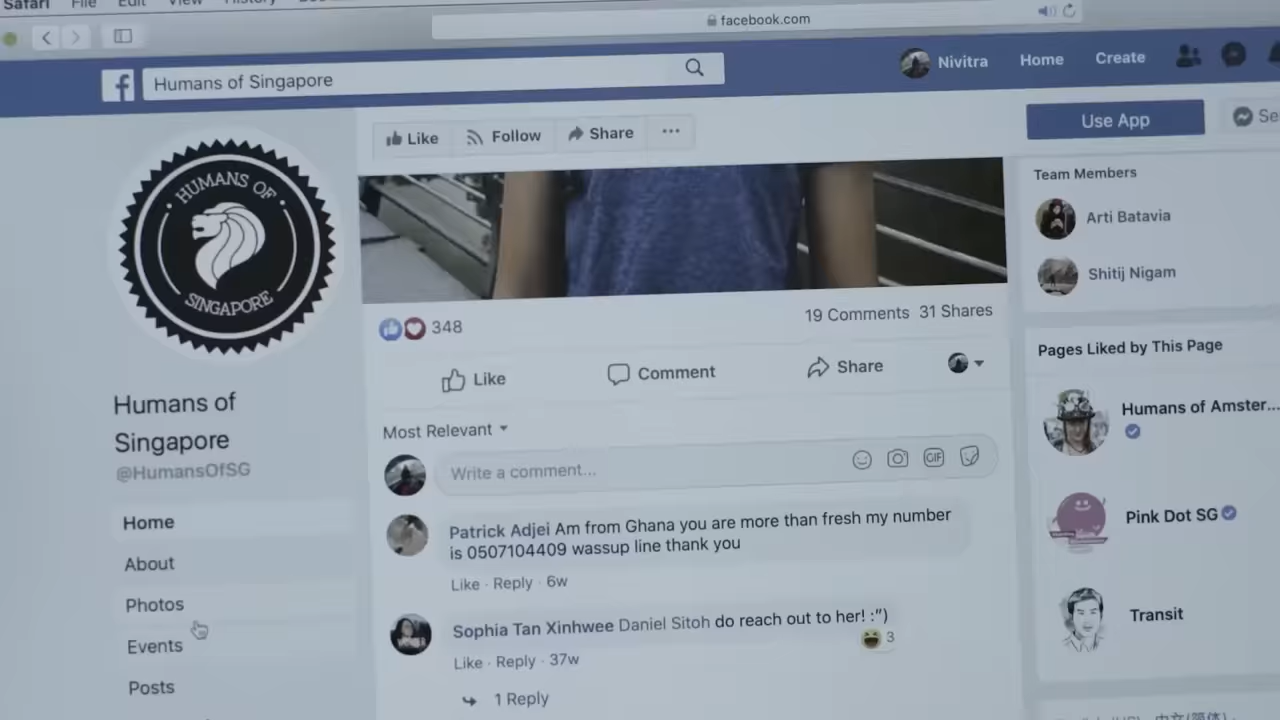 Safari File Edit View History
facebook.com
f Humans of Singapore
Nivitra Home Create
Like Follow Share ...
Use App
HUMANS OF
SINGAPORE
Team Members
Arti Batavia
Shitij Nigam
348
19 Comments 31 Shares
Like Comment Share
Pages Liked by This Page
Humans of Amster...
Pink Dot SG
Transit
Humans of
Singapore
@HumansOfSG
Home
About
Photos
Events
Posts
Most Relevant
Write a comment...
GIF
Patrick Adjei Am from Ghana you are more than fresh my number
is 0507104409 wassup line thank you
Like · Reply · 6w
Sophia Tan Xinhwee Daniel Sitoh do reach out to her! :")
3
Like · Reply · 37w
1 Reply